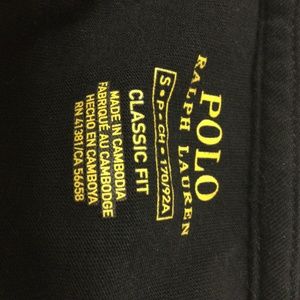 POLO
RALPH LAUREN
S • P • CH • 170/92A
CLASSIC FIT
MADE IN CAMBODIA
FABRIQUÉ AU CAMBODGE
HECHO EN CAMBOYA
RN 41381/CA 56658